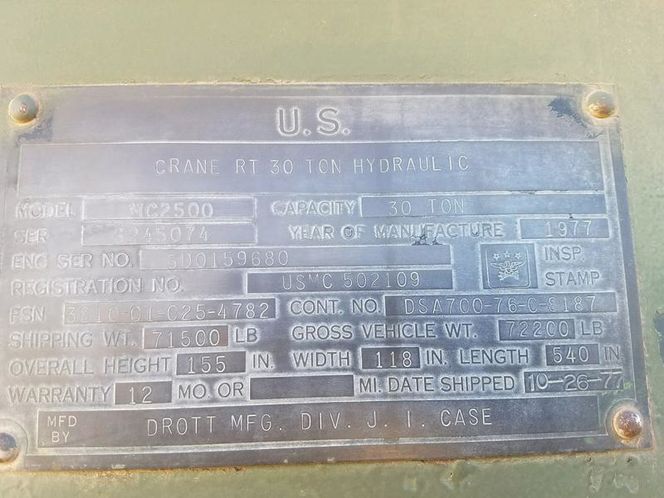 U.S.
CRANE RT 30 TON HYDRAULIC
MODEL MC2500 CAPACITY 30 TON
SER YEAR OF MANUFACTURE 1977
ENG SER NO. INSP.
REGISTRATION NO. USMC 502109 STAMP
FSN CONT. NO. DSA700-76-C-8187
SHIPPING WT. 71500 LB GROSS VEHICLE WT. 72200 LB
OVERALL HEIGHT 155 IN. WIDTH 118 IN. LENGTH 540 IN.
WARRANTY 12 MO. OR MI. DATE SHIPPED 10-26-77
MFD BY DROTT MFG. DIV. J. I. CASE